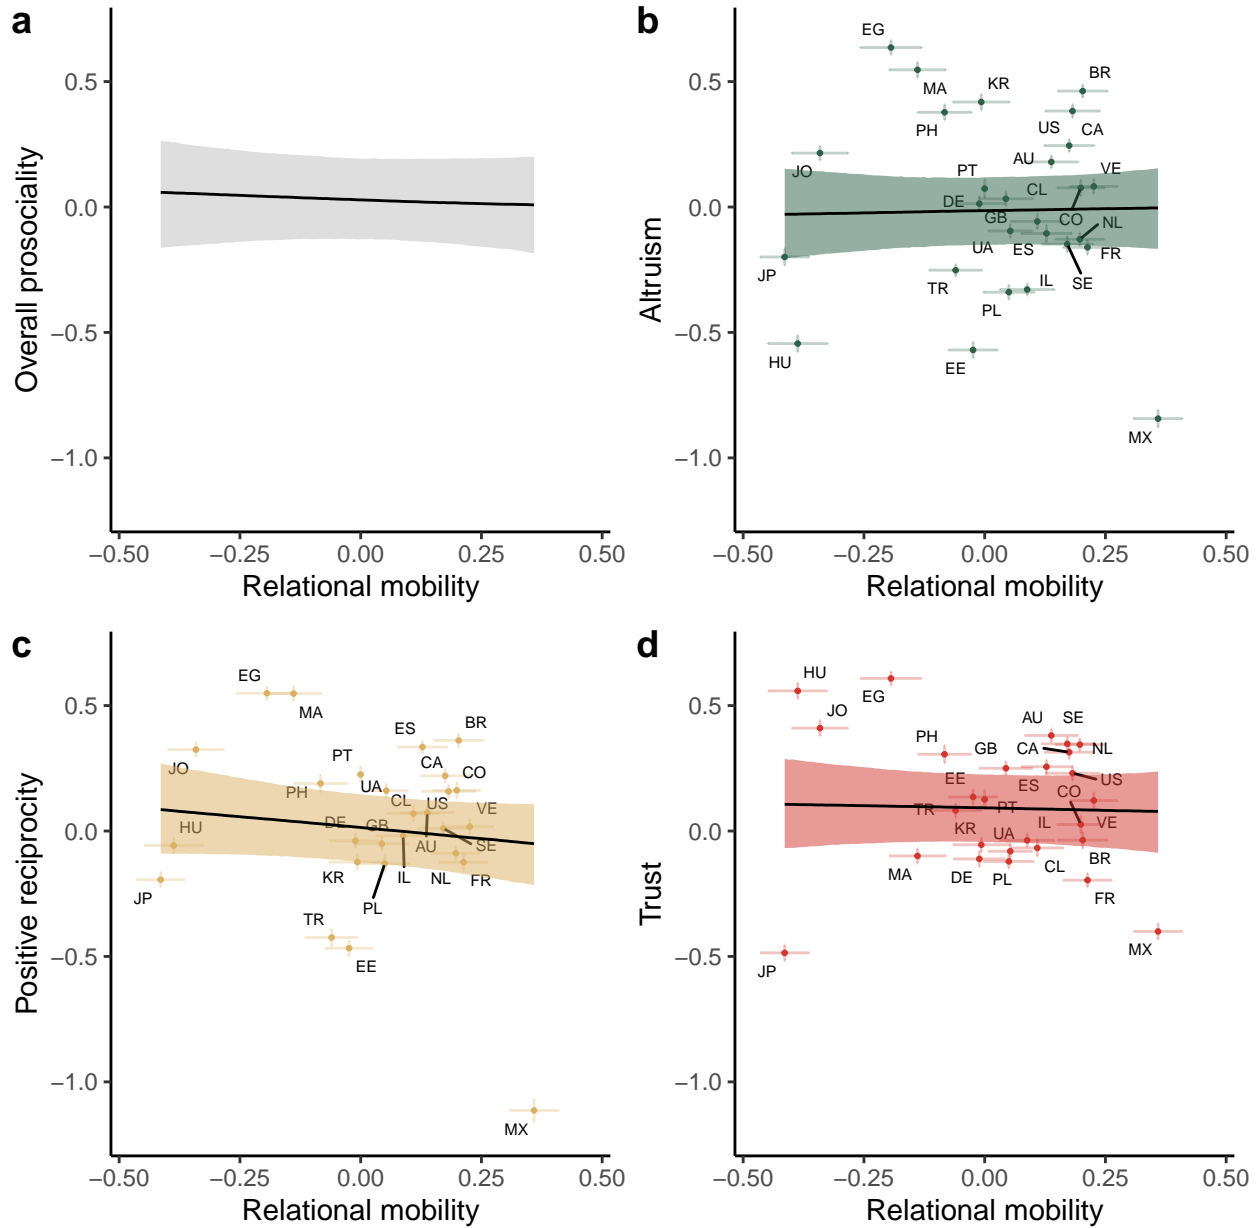 a
Overall prosociality
0.5
0.0
−0.5
−1.0
−0.50 −0.25 0.00 0.25 0.50
Relational mobility
b
Altruism
0.5
0.0
−0.5
−1.0
EG
MA
KR
BR
PH
US
CA
JO
PT
AU
VE
DE
CL
GB
CO
NL
UA
ES
FR
JP
TR
PL
IL
SE
HU
EE
MX
−0.50 −0.25 0.00 0.25 0.50
Relational mobility
c
Positive reciprocity
0.5
0.0
−0.5
−1.0
EG
MA
ES
BR
JO
PT
CA
CO
PH
UA
CL
US
VE
HU
DE
GB
AU
SE
JP
KR
PL
IL
NL
FR
TR
EE
MX
−0.50 −0.25 0.00 0.25 0.50
Relational mobility
d
Trust
0.5
0.0
−0.5
−1.0
HU
EG
JO
AU
SE
PH
GB
CA
NL
EE
ES
US
TR
PT
CO
KR
UA
IL
VE
MA
DE
PL
CL
BR
FR
JP
MX
−0.50 −0.25 0.00 0.25 0.50
Relational mobility